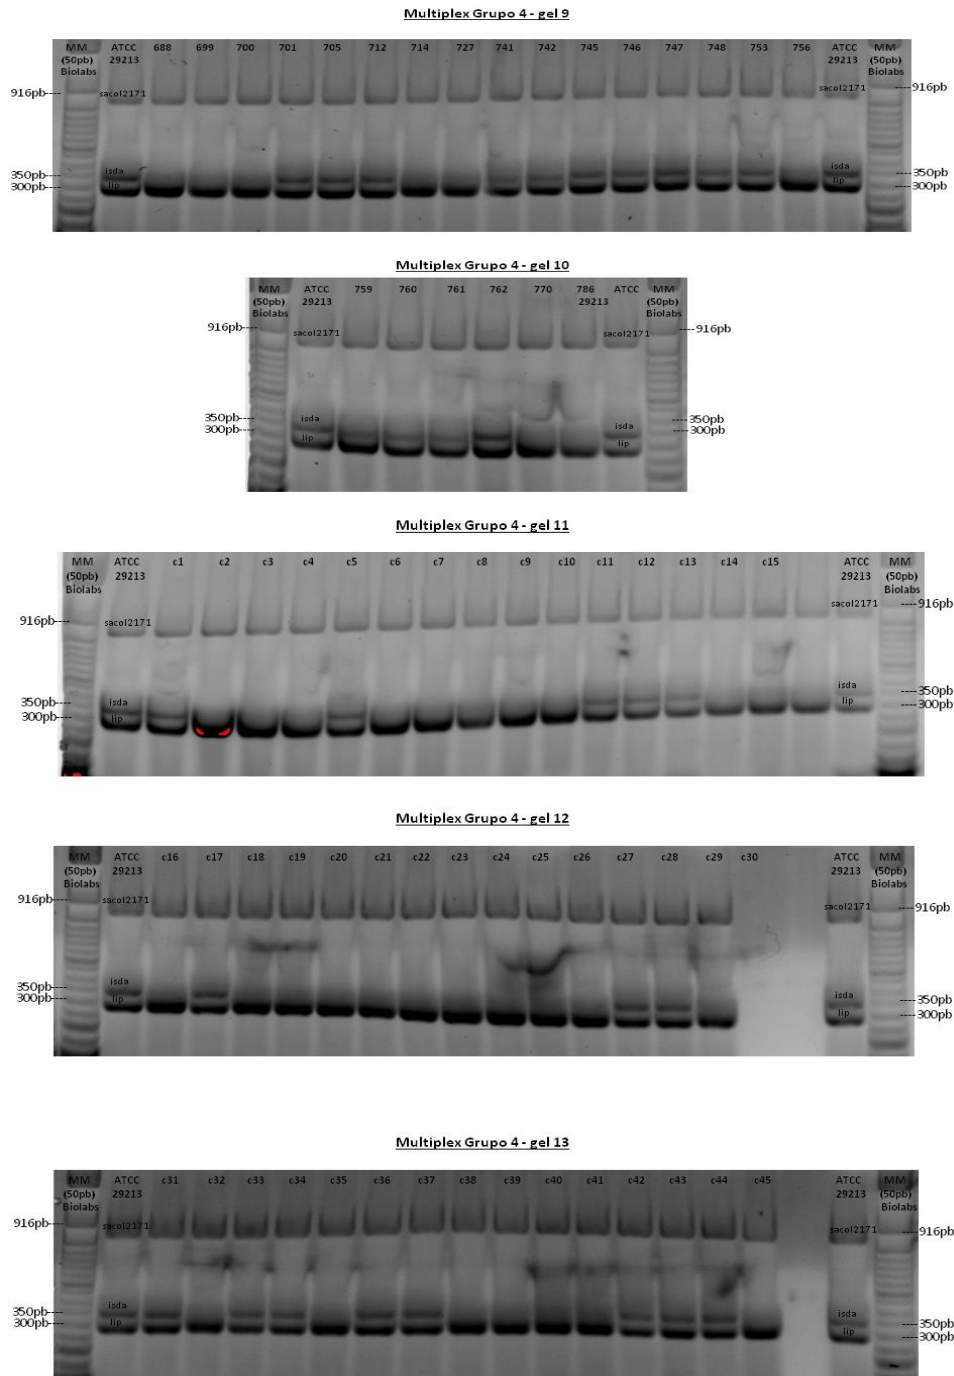 Multiplex Grupo 4 - gel 9
MM ATCC 688 699 700 701 705 712 714 727 741 742 745 746 747 748 753 756 ATCC MM
(50pb) 29213 29213 (50pb)
Biolabs Biolabs
916pb--- sacol2171 sacol2171 ----916pb
350pb-- isda isda ----350pb
300pb-- lip lip ----300pb
Multiplex Grupo 4 - gel 10
MM ATCC 759 760 761 762 770 786 ATCC MM
(50pb) 29213 29213 (50pb)
Biolabs Biolabs
916pb--- sacol2171 sacol2171 ---916pb
350pb--- isda ---350pb
300pb--- lip isda ---300pb
lip
Multiplex Grupo 4 - gel 11
MM ATCC c1 c2 c3 c4 c5 c6 c7 c8 c9 c10 c11 c12 c13 c14 c15 ATCC MM
(50pb) 29213 29213 (50pb)
Biolabs Biolabs
916pb--- sacol2171 sacol2171 ---916pb
350pb--- isda isda ---350pb
300pb--- lip lip ---300pb
Multiplex Grupo 4 - gel 12
MM ATCC c16 c17 c18 c19 c20 c21 c22 c23 c24 c25 c26 c27 c28 c29 c30 ATCC MM
(50pb) 29213 29213 (50pb)
Biolabs Biolabs
916pb--- sacol2171 sacol2171 ---916pb
350pb--- isda isda ---350pb
300pb--- lip lip ---300pb
Multiplex Grupo 4 - gel 13
MM ATCC c31 c32 c33 c34 c35 c36 c37 c38 c39 c40 c41 c42 c43 c44 c45 ATCC MM
(50pb) 29213 29213 (50pb)
Biolabs Biolabs
916pb--- sacol2171 sacol2171 ---916pb
350pb--- isda isda ----350pb
300pb--- lip lip ----300pb